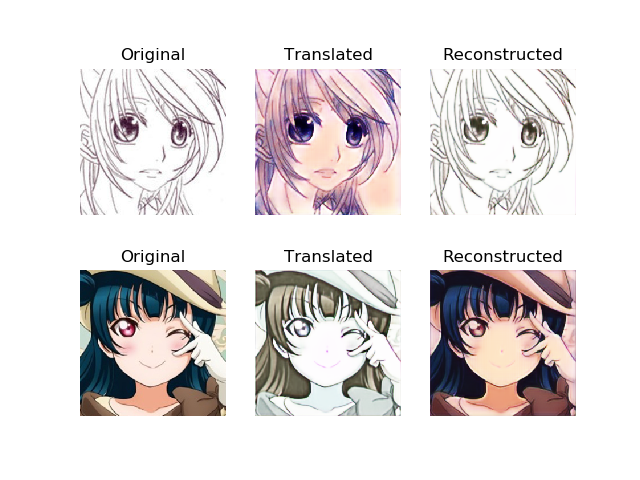 Original
Translated
Reconstructed
Original
Translated
Reconstructed